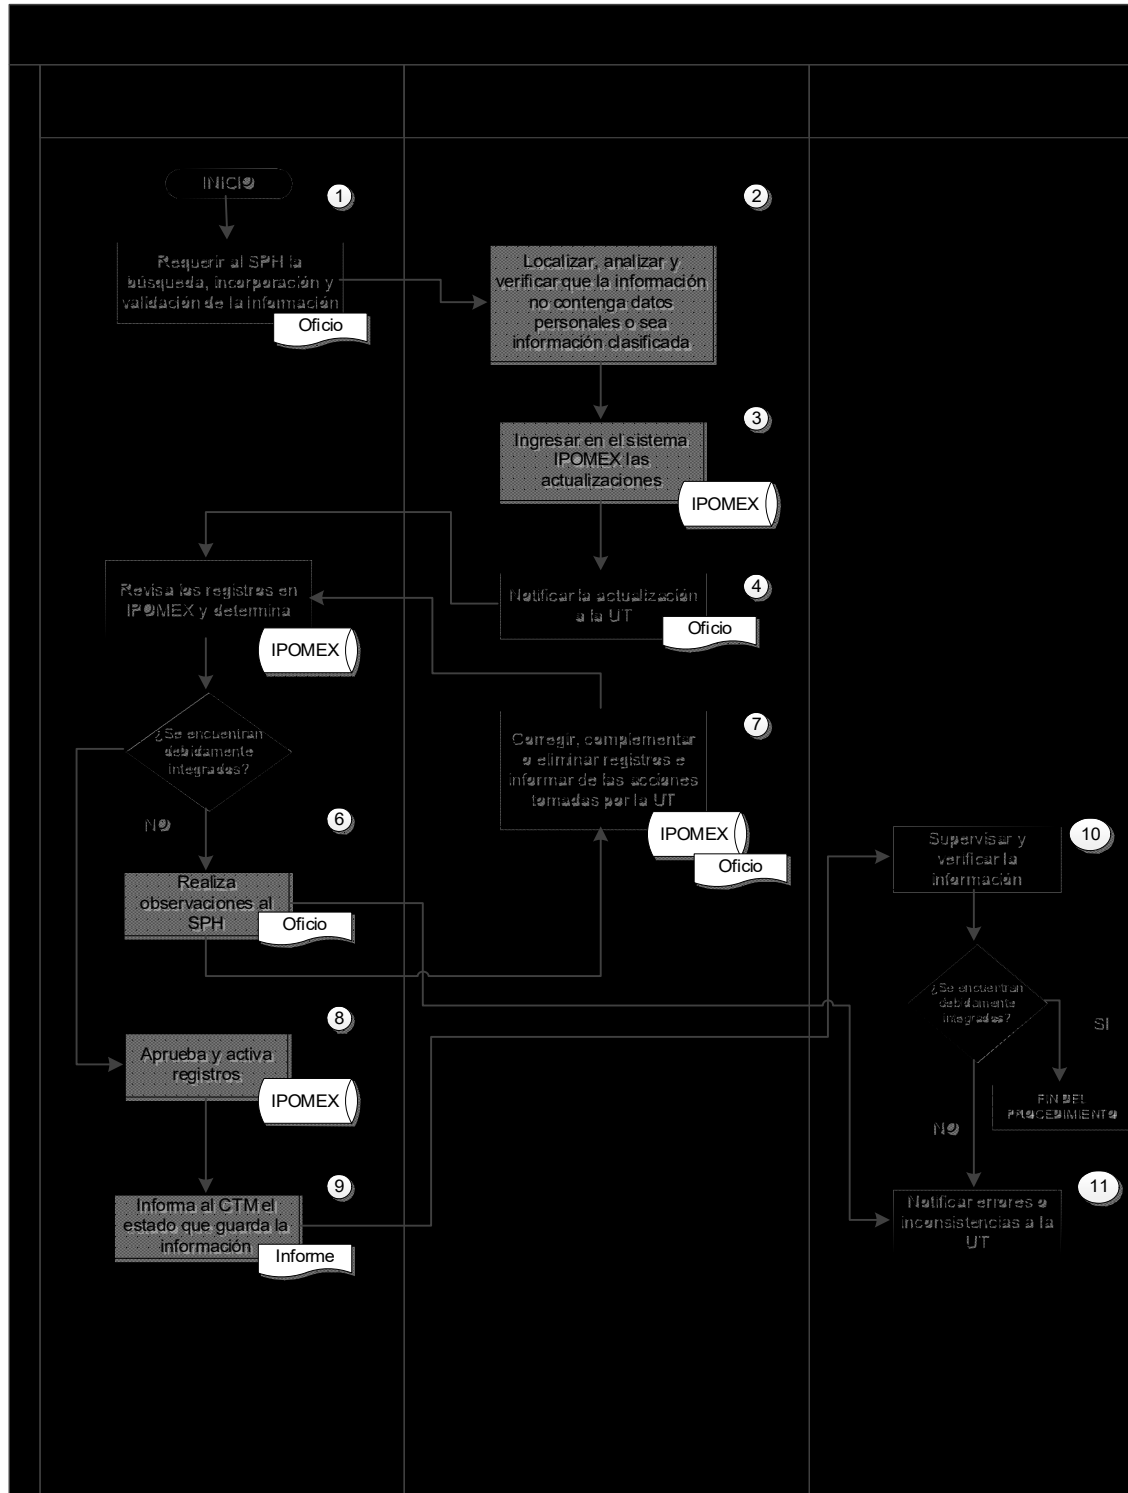 INICIO
1
Requerir al SPH la
búsqueda, incorporación y
validación de la información
Oficio
2
Localizar, analizar y
verificar que la información
no contenga datos
personales o sea
información clasificada
3
Ingresar en el sistema
IPOMEX las
actualizaciones
IPOMEX
4
Notificar la actualización
a la UT
Oficio
Revisa los registros en
IPOMEX y determina
IPOMEX
¿Se encuentran
debidamente
integrados?
NO
6
Realiza
observaciones al
SPH
Oficio
7
Corregir, complementar
o eliminar registros e
informar de las acciones
tomadas por la UT
IPOMEX
Oficio
8
Aprueba y activa
registros
IPOMEX
9
Informa al CTM el
estado que guarda la
información
Informe
10
Supervisar y
verificar la
información
¿Se encuentran
debidamente
integrados?
SI
FIN DEL
PROCEDIMIENTO
NO
11
Notificar errores o
inconsistencias a la
UT